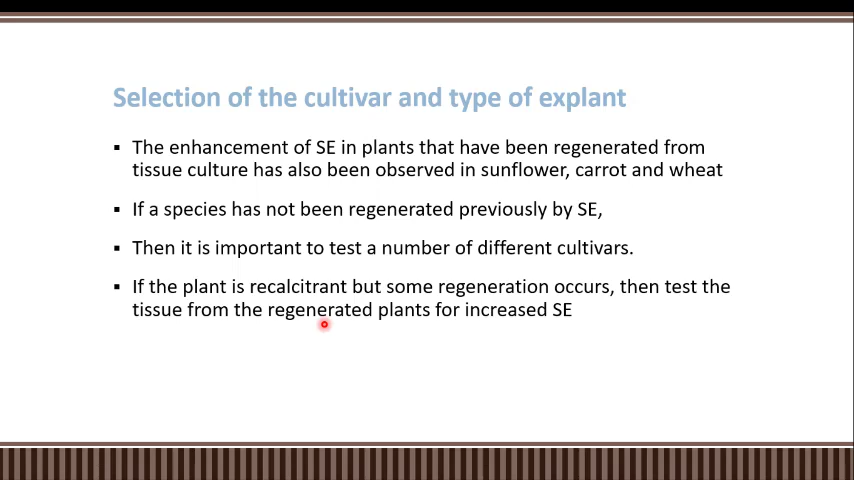 Selection of the cultivar and type of explant
▪ The enhancement of SE in plants that have been regenerated from
tissue culture has also been observed in sunflower, carrot and wheat
▪ If a species has not been regenerated previously by SE,
▪ Then it is important to test a number of different cultivars.
▪ If the plant is recalcitrant but some regeneration occurs, then test the
tissue from the regenerated plants for increased SE